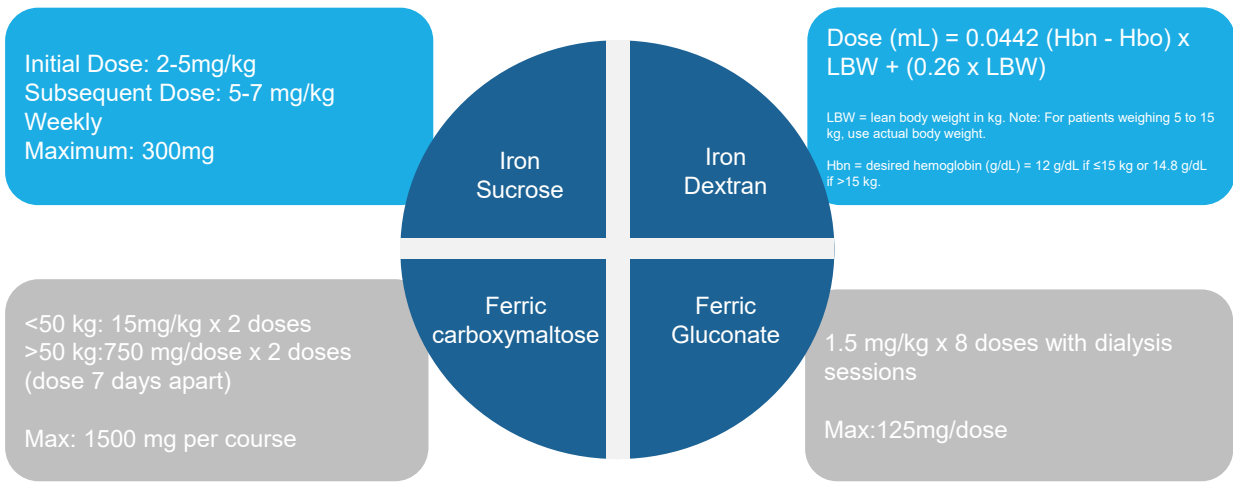 Initial Dose: 2-5mg/kg
Subsequent Dose: 5-7 mg/kg
Weekly
Maximum: 300mg
Iron
Sucrose
Iron
Dextran
Dose (mL) = 0.0442 (Hbn - Hbo) x
LBW + (0.26 x LBW)
LBW = lean body weight in kg. Note: For patients weighing 5 to 15
kg, use actual body weight.
Hbn = desired hemoglobin (g/dL) = 12 g/dL if ≤15 kg or 14.8 g/dL
if >15 kg.
<50 kg: 15mg/kg x 2 doses
>50 kg:750 mg/dose x 2 doses
(dose 7 days apart)
Max: 1500 mg per course
Ferric
carboxymaltose
Ferric
Gluconate
1.5 mg/kg x 8 doses with dialysis
sessions
Max:125mg/dose